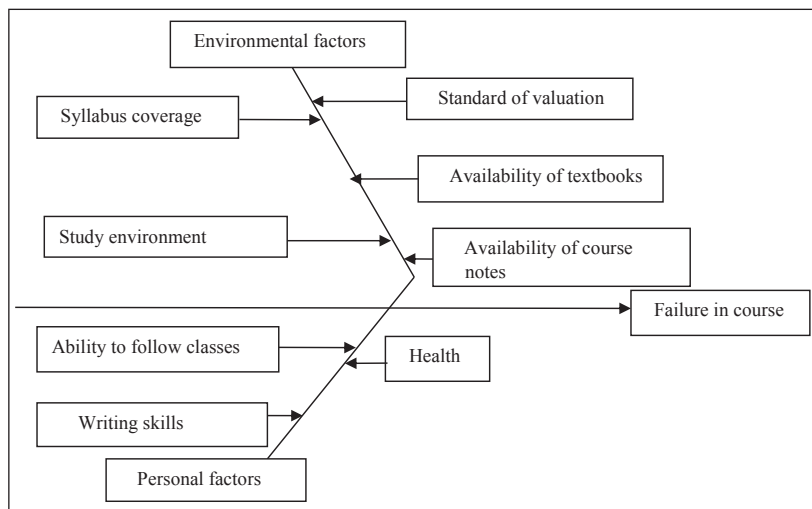 Environmental factors
Standard of valuation
Syllabus coverage
Availability of textbooks
Study environment
Availability of course
notes
Failure in course
Ability to follow classes
Health
Writing skills
Personal factors